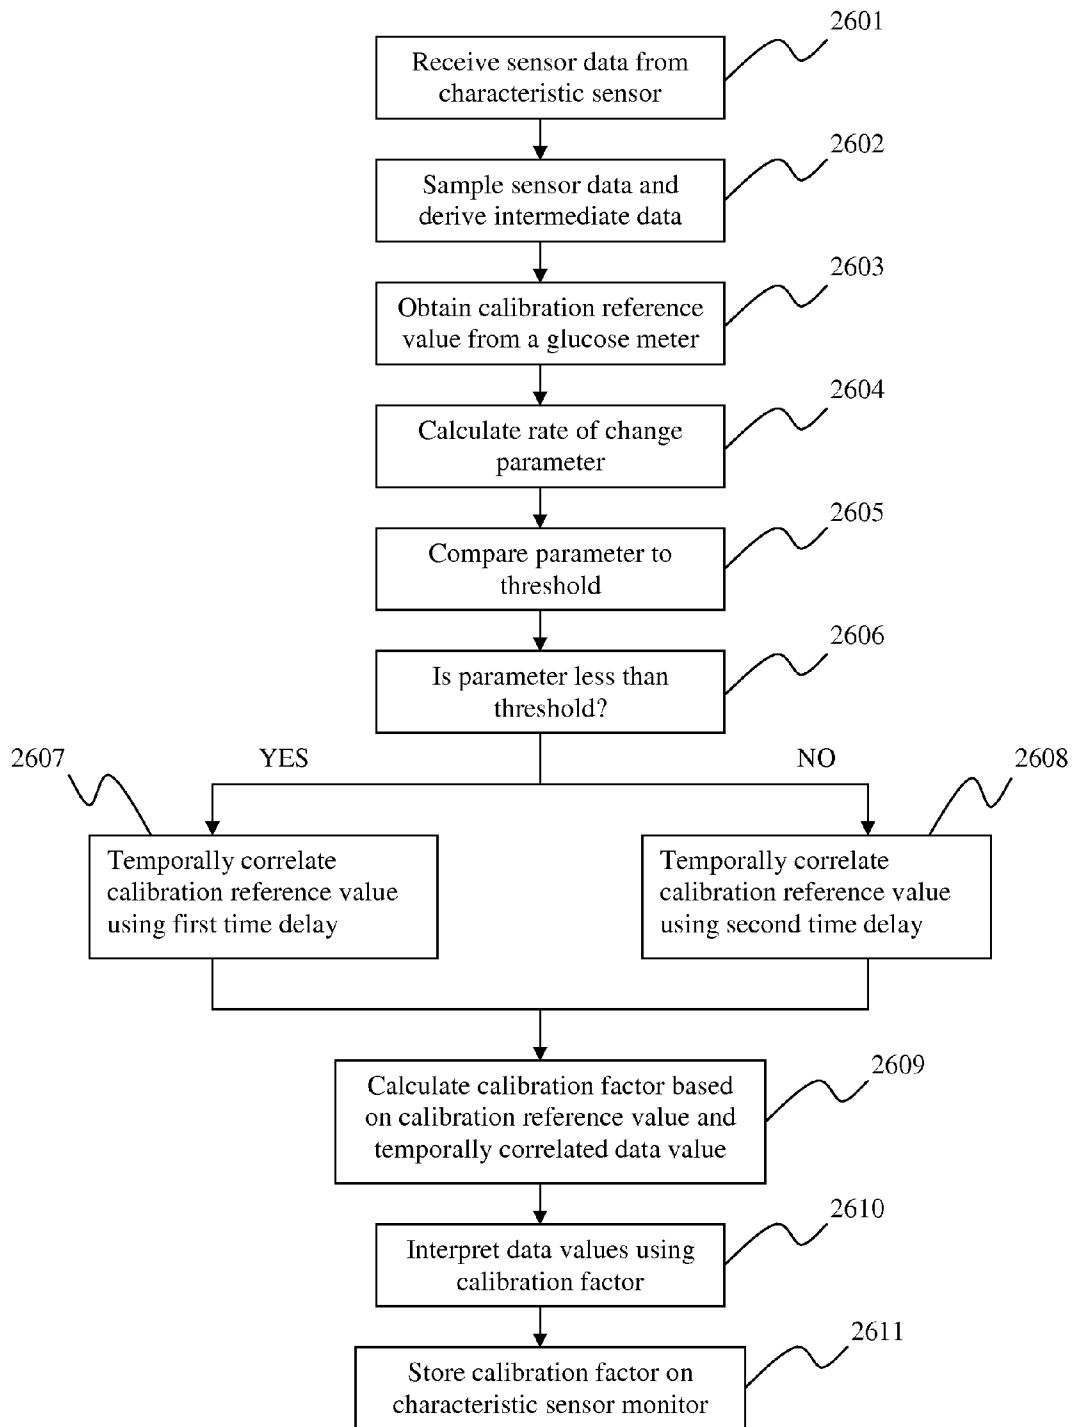 2601
Receive sensor data from
characteristic sensor
2602
Sample sensor data and
derive intermediate data
2603
Obtain calibration reference
value from a glucose meter
2604
Calculate rate of change
parameter
2605
Compare parameter to
threshold
2606
Is parameter less than
threshold?
2607
YES
NO
2608
Temporally correlate
calibration reference value
using first time delay
Temporally correlate
calibration reference value
using second time delay
2609
Calculate calibration factor based
on calibration reference value and
temporally correlated data value
2610
Interpret data values using
calibration factor
2611
Store calibration factor on
characteristic sensor monitor